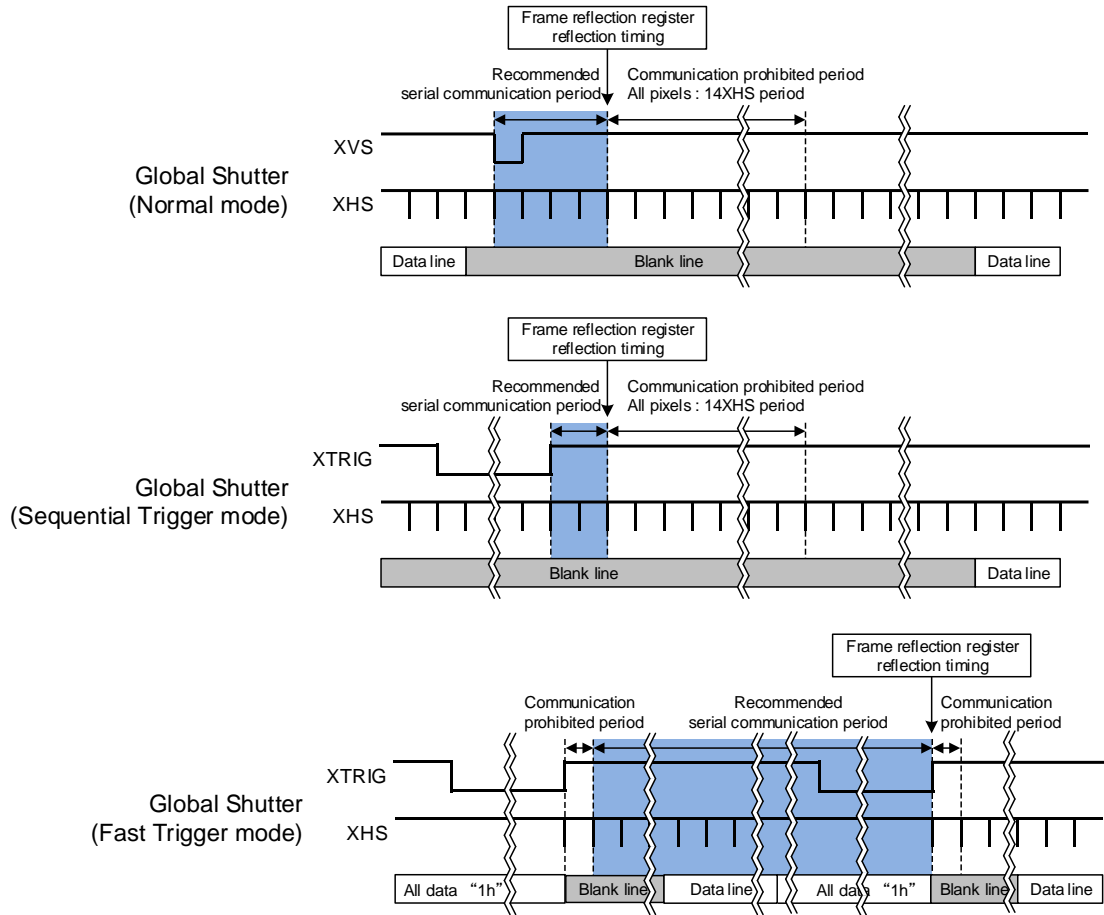 Frame reflection register
reflection timing
Recommended
serial communication period
Communication prohibited period
All pixels : 14XHS period
XVS
Global Shutter
(Normal mode)
XHS
Data line
Blank line
Data line
Frame reflection register
reflection timing
Recommended
serial communication period
Communication prohibited period
All pixels : 14XHS period
XTRIG
Global Shutter
(Sequential Trigger mode)
XHS
Blank line
Data line
Frame reflection register
reflection timing
Communication
prohibited period
Recommended
serial communication period
Communication
prohibited period
XTRIG
Global Shutter
(Fast Trigger mode)
XHS
All data “1h”
Blank line
Data line
All data “1h”
Blank line
Data line